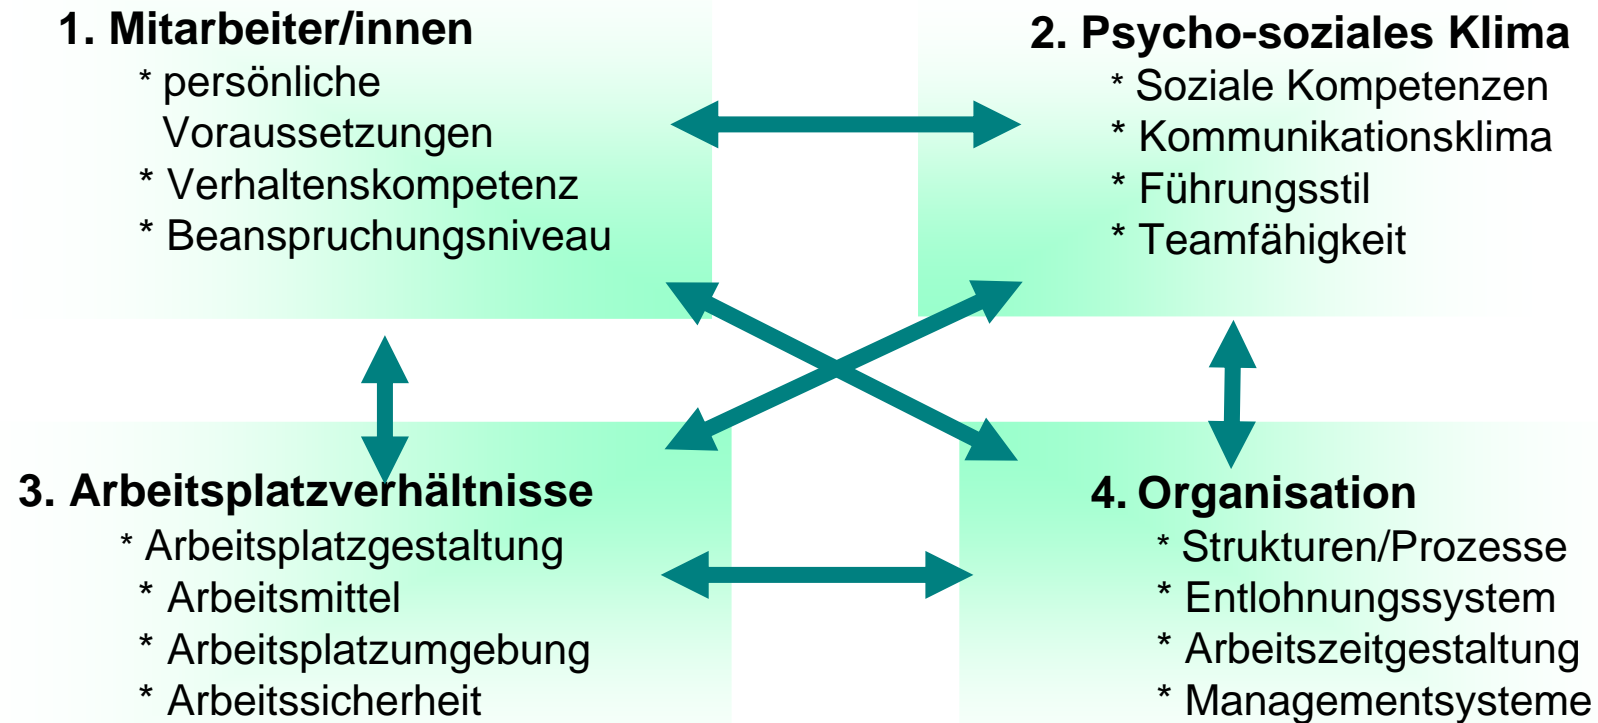 1. Mitarbeiter/innen
* persönliche
Voraussetzungen
* Verhaltenskompetenz
* Beanspruchungsniveau
2. Psycho-soziales Klima
* Soziale Kompetenzen
* Kommunikationsklima
* Führungsstil
* Teamfähigkeit
3. Arbeitsplatzverhältnisse
* Arbeitsplatzgestaltung
* Arbeitsmittel
* Arbeitsplatzumgebung
* Arbeitssicherheit
4. Organisation
* Strukturen/Prozesse
* Entlohnungssystem
* Arbeitszeitgestaltung
* Managementsysteme